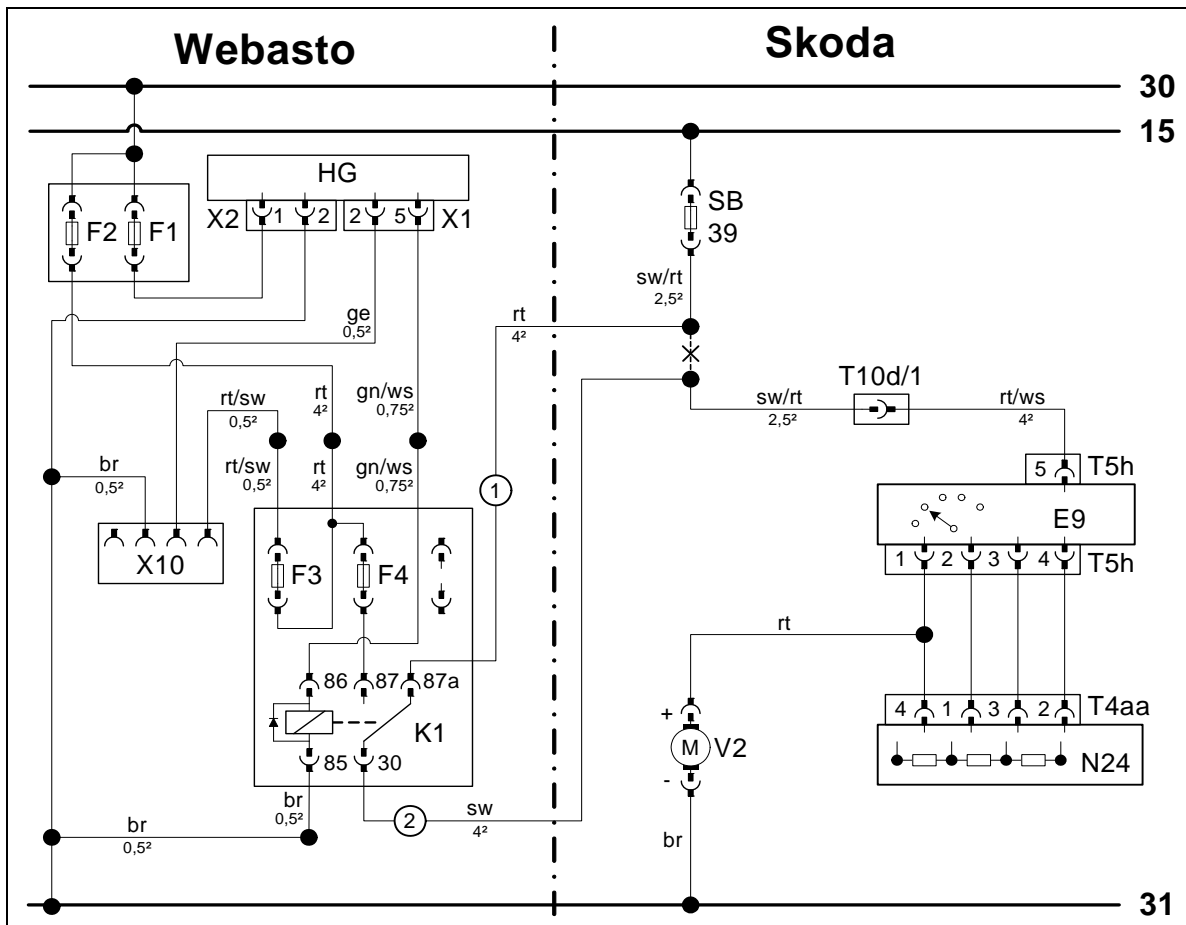 Webasto
Skoda
30
15
HG
X2 1 2 2 5 X1
F2 F1
SB
39
sw/rt
2,5²
ge
0,5²
rt
4²
rt
4²
gn/ws
0,75²
rt/sw
0,5²
T10d/1
sw/rt
2,5²
rt/ws
4²
br
0,5²
rt/sw
0,5²
rt
4²
gn/ws
0,75²
1
5 T5h
E9
X10
F3 F4
1 2 3 4 T5h
rt
86 87 87a
K1
85 30
4 1 3 2 T4aa
+
M V2
-
N24
br
0,5²
2
sw
4²
br
0,5²
br
31